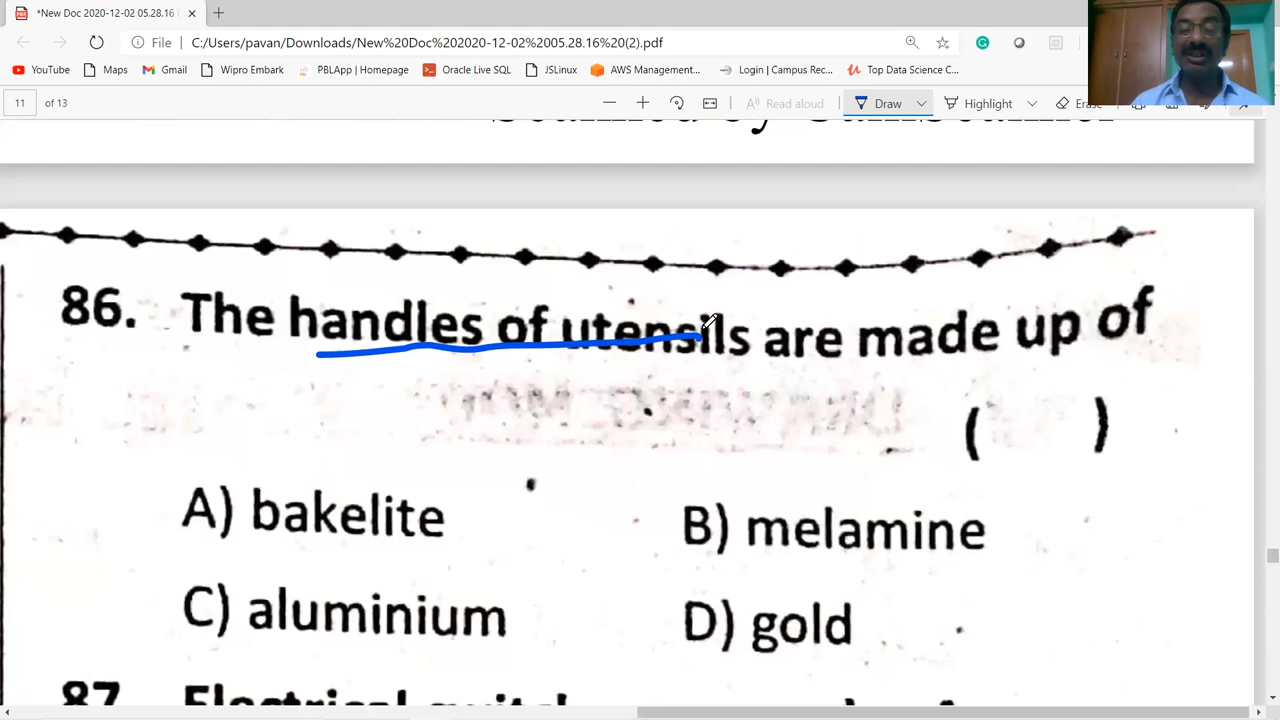 *New Doc 2020-12-02 05.28.16
File C:/Users/pavan/Downloads/New%20Doc%202020-12-02%2005.28.16%20(2).pdf
YouTube Maps Gmail Wipro Embark PBLApp | Homepage Oracle Live SQL JSLinux AWS Management... Login | Campus Rec... Top Data Science C...
11 of 13 Read aloud Draw Highlight Erase
86. The handles of utensils are made up of
( )
A) bakelite B) melamine
C) aluminium D) gold
87